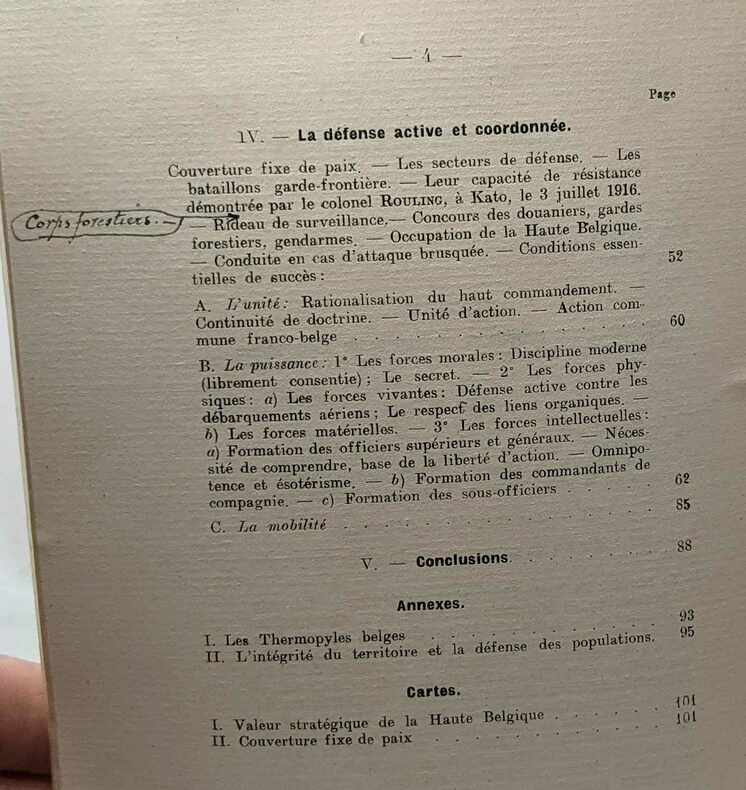 — 4 —
Page
IV. — La défense active et coordonnée.
Couverture fixe de paix. — Les secteurs de défense. — Les
bataillons garde-frontière. — Leur capacité de résistance
démontrée par le colonel ROULING, à Kato, le 3 juillet 1916.
Corps forestiers. —
— Rideau de surveillance. — Concours des douaniers, gardes
forestiers, gendarmes. — Occupation de la Haute Belgique.
— Conduite en cas d'attaque brusquée. — Conditions essen-
tielles de succès : 52
A. L'unité : Rationalisation du haut commandement. —
Continuité de doctrine. — Unité d'action. — Action com-
mune franco-belge . . . . . . . . . . . 60
B. La puissance : 1° Les forces morales : Discipline moderne
(librement consentie) ; Le secret. — 2° Les forces phy-
siques : a) Les forces vivantes : Défense active contre les
débarquements aériens ; Le respect des liens organiques. —
b) Les forces matérielles. — 3° Les forces intellectuelles :
a) Formation des officiers supérieurs et généraux. — Néces-
sité de comprendre, base de la liberté d'action. — Omnipo-
tence et ésotérisme. — b) Formation des commandants de
compagnie. — c) Formation des sous-officiers . . . . . 62
C. La mobilité . . . . . . . . . . . 85
V. — Conclusions. . . . . . . . 88
Annexes.
I. Les Thermopyles belges . . . . . . . . . 93
II. L'intégrité du territoire et la défense des populations. 95
Cartes.
I. Valeur stratégique de la Haute Belgique . . . . . 101
II. Couverture fixe de paix . . . . . . . . . 101